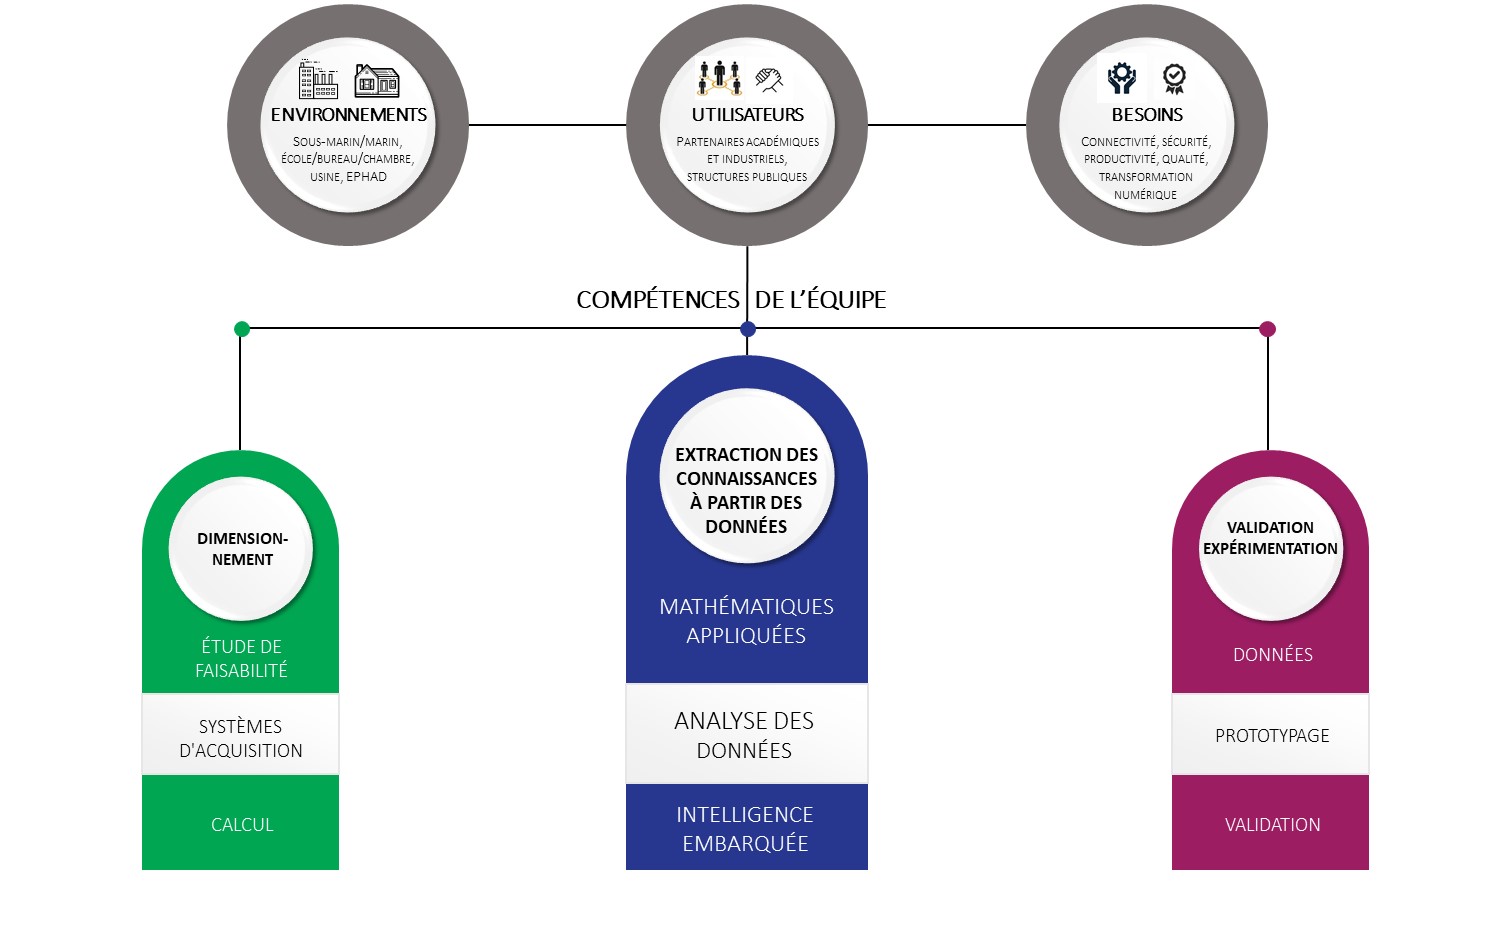 ENVIRONNEMENTS
SOUS-MARIN/MARIN,
ÉCOLE/BUREAU/CHAMBRE,
USINE, EPHAD
UTILISATEURS
PARTENAIRES ACADÉMIQUES
ET INDUSTRIELS,
STRUCTURES PUBLIQUES
BESOINS
CONNECTIVITÉ, SÉCURITÉ,
PRODUCTIVITÉ, QUALITÉ,
TRANSFORMATION
NUMÉRIQUE
COMPÉTENCES DE L’ÉQUIPE
DIMENSION-
NEMENT
ÉTUDE DE
FAISABILITÉ
SYSTÈMES
D'ACQUISITION
CALCUL
EXTRACTION DES
CONNAISSANCES
À PARTIR DES
DONNÉES
MATHÉMATIQUES
APPLIQUÉES
ANALYSE DES
DONNÉES
INTELLIGENCE
EMBARQUÉE
VALIDATION
EXPÉRIMENTATION
DONNÉES
PROTOTYPAGE
VALIDATION